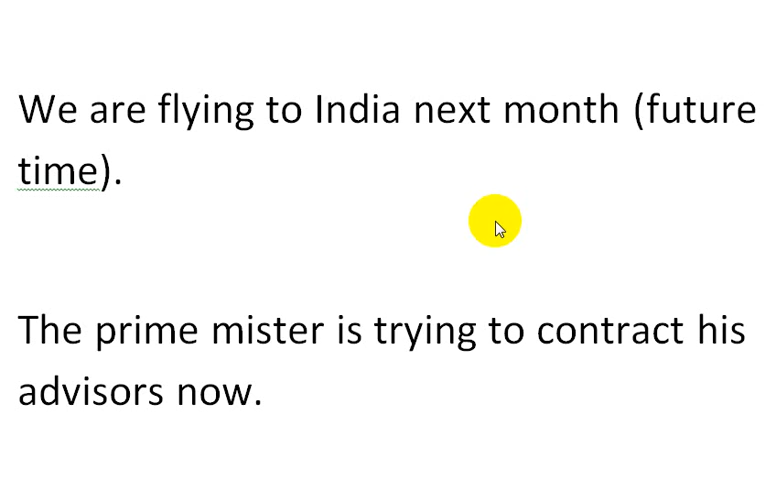 We are flying to India next month (future
time).
The prime mister is trying to contract his
advisors now.